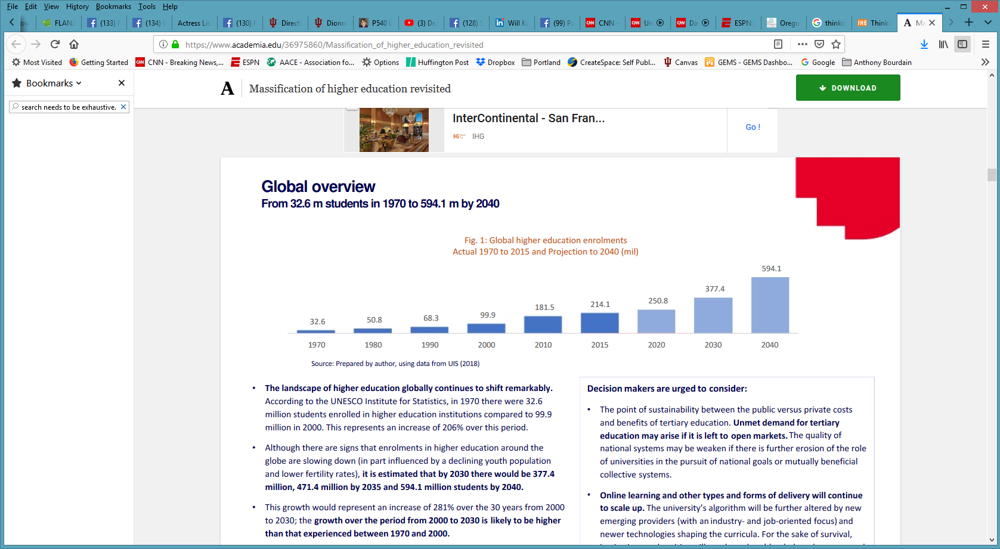 File Edit View History Bookmarks Tools Help
FLANZ
(133) F
(134) C
Actress Lis
(130) F
Direct
Dionn
P540 L
(3) Dr.
(128) S
Will Ka
(99) Pa
CNN -
Un
Da
ESPN:
Orego
thinkin
Thinki
Ma
https://www.academia.edu/36975860/Massification_of_higher_education_revisited
Most Visited Getting Started CNN - Breaking News,... ESPN AACE - Association fo... Options Huffington Post Dropbox Portland CreateSpace: Self Publ... Canvas GEMS - GEMS Dashbo... Google Anthony Bourdain
Bookmarks
search needs to be exhaustive.
A Massification of higher education revisited
DOWNLOAD
InterContinental - San Fran...
IHG IHG
Go !
Global overview
From 32.6 m students in 1970 to 594.1 m by 2040
Fig. 1: Global higher education enrolments
Actual 1970 to 2015 and Projection to 2040 (mil)
32.6 50.8 68.3 99.9 181.5 214.1 250.8 377.4 594.1
1970 1980 1990 2000 2010 2015 2020 2030 2040
Source: Prepared by author, using data from UIS (2018)
• The landscape of higher education globally continues to shift remarkably.
According to the UNESCO Institute for Statistics, in 1970 there were 32.6
million students enrolled in higher education institutions compared to 99.9
million in 2000. This represents an increase of 206% over this period.
• Although there are signs that enrolments in higher education around the
globe are slowing down (in part influenced by a declining youth population
and lower fertility rates), it is estimated that by 2030 there would be 377.4
million, 471.4 million by 2035 and 594.1 million students by 2040.
• This growth would represent an increase of 281% over the 30 years from 2000
to 2030; the growth over the period from 2000 to 2030 is likely to be higher
than that experienced between 1970 and 2000.
Decision makers are urged to consider:
• The point of sustainability between the public versus private costs
and benefits of tertiary education. Unmet demand for tertiary
education may arise if it is left to open markets. The quality of
national systems may be weaken if there is further erosion of the role
of universities in the pursuit of national goals or mutually beneficial
collective systems.
• Online learning and other types and forms of delivery will continue
to scale up. The university's algorithm will be further altered by new
emerging providers (with an industry- and job-oriented focus) and
newer technologies shaping the curricula. For the sake of survival,